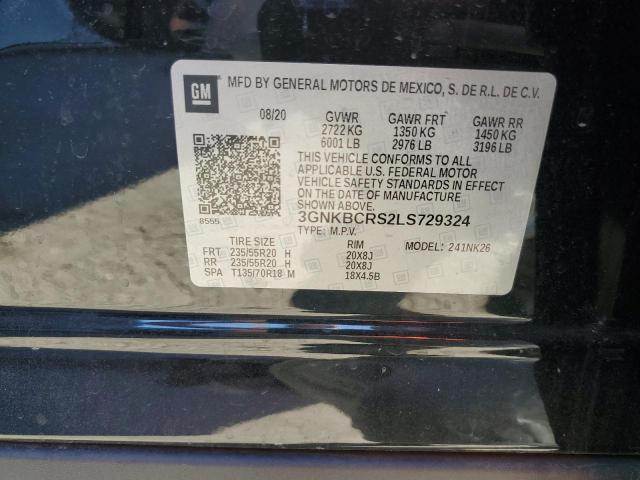 GM MFD BY GENERAL MOTORS DE MEXICO, S. DE R.L. DE C.V.
08/20 GVWR GAWR FRT GAWR RR
2722 KG 1350 KG 1450 KG
6001 LB 2976 LB 3196 LB
THIS VEHICLE CONFORMS TO ALL
APPLICABLE U.S. FEDERAL MOTOR
VEHICLE SAFETY STANDARDS IN EFFECT
ON THE DATE OF MANUFACTURE
SHOWN ABOVE.
8555 3GNKBCRS2LS729324
TYPE: M.P.V.
TIRE SIZE RIM MODEL: 241NK26
FRT 235/55R20 H 20X8J
RR 235/55R20 H 20X8J
SPA T135/70R18 M 18X4.5B